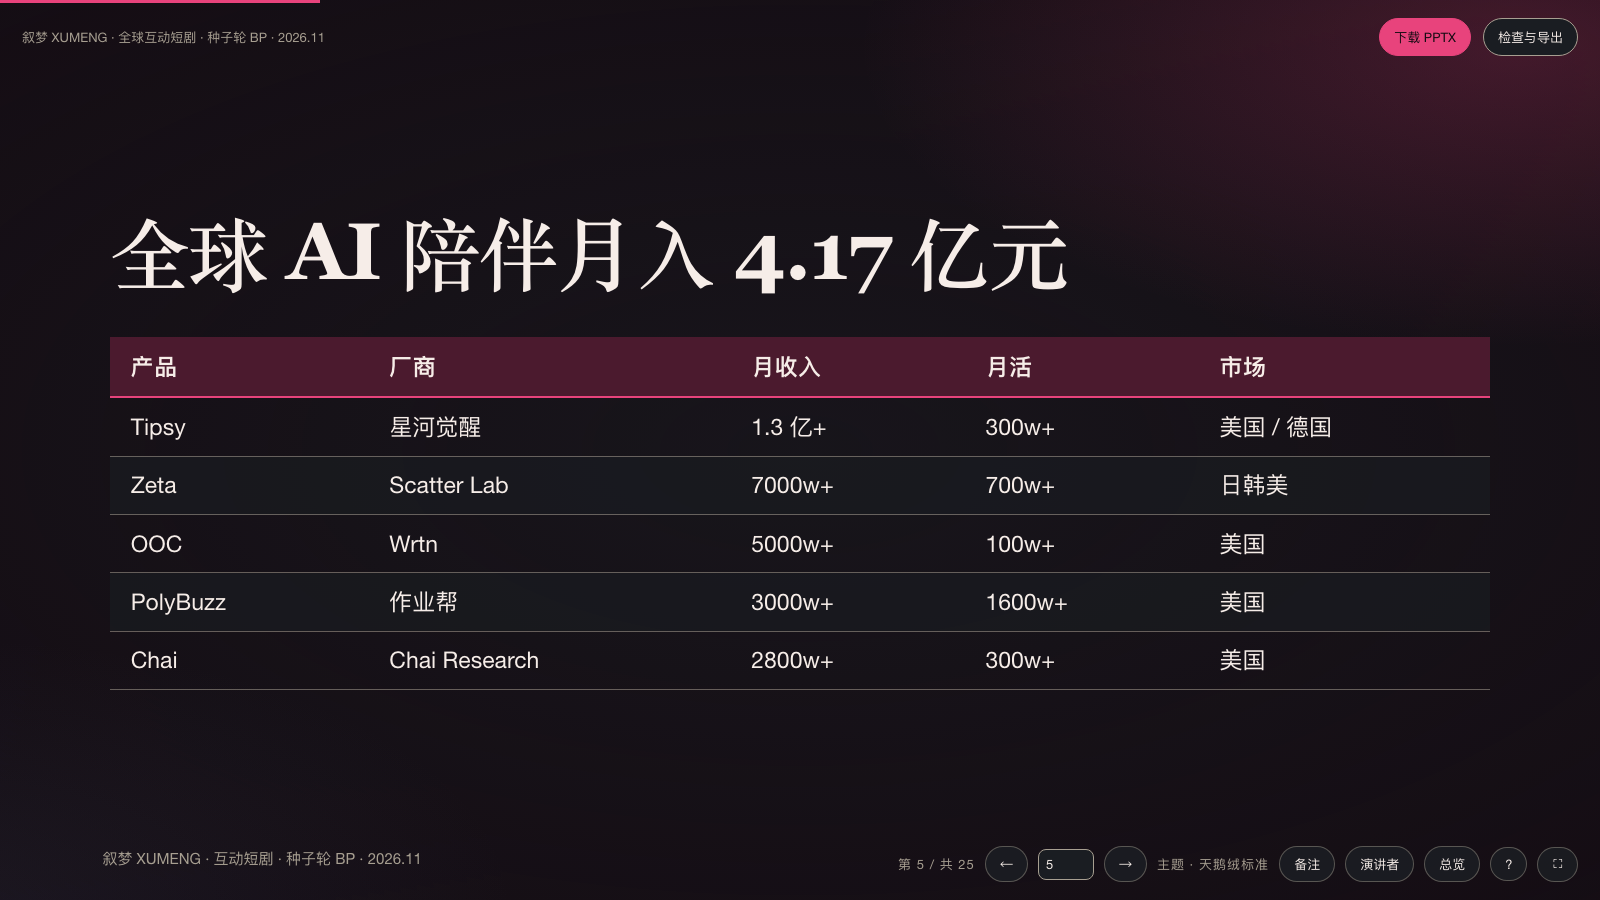 叙梦 XUMENG · 全球互动短剧 · 种子轮 BP · 2026.11
下载 PPTX
检查与导出
全球 AI 陪伴月入 4.17 亿元
产品 厂商 月收入 月活 市场
Tipsy 星河觉醒 1.3 亿+ 300w+ 美国 / 德国
Zeta Scatter Lab 7000w+ 700w+ 日韩美
OOC Wrtn 5000w+ 100w+ 美国
PolyBuzz 作业帮 3000w+ 1600w+ 美国
Chai Chai Research 2800w+ 300w+ 美国
叙梦 XUMENG · 互动短剧 · 种子轮 BP · 2026.11
第 5 / 共 25 ← 5 → 主题 · 天鹅绒标准 备注 演讲者 总览 ?